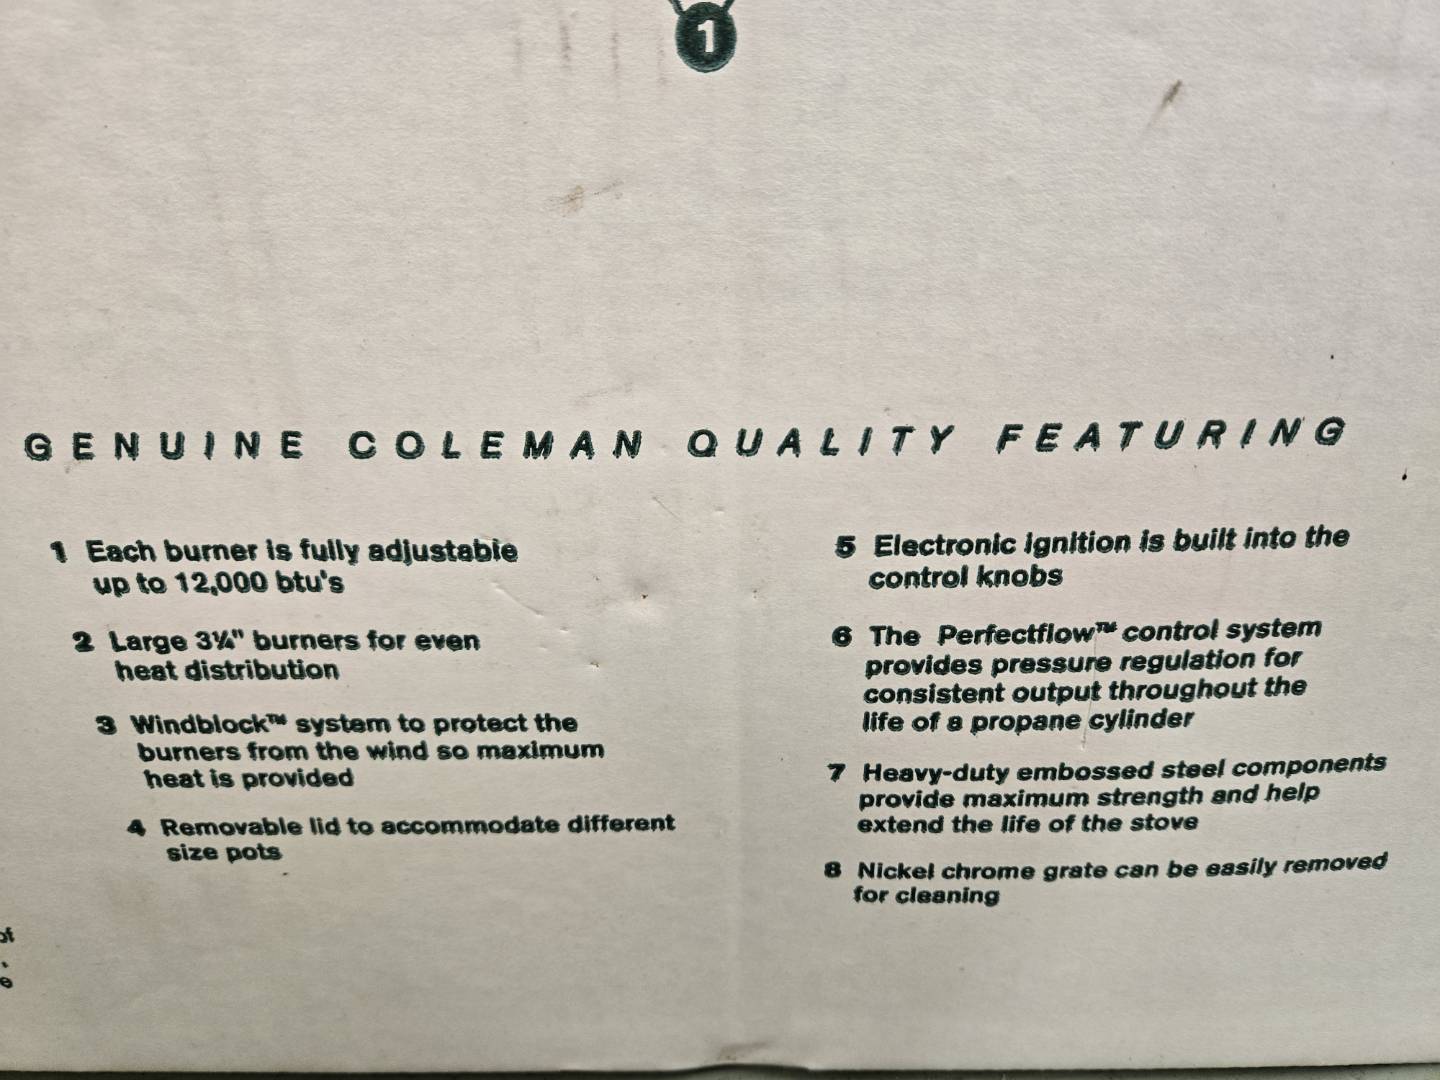 1
GENUINE COLEMAN QUALITY FEATURING
1 Each burner is fully adjustable
up to 12,000 btu's
2 Large 3¼" burners for even
heat distribution
3 Windblock™ system to protect the
burners from the wind so maximum
heat is provided
4 Removable lid to accommodate different
size pots
5 Electronic ignition is built into the
control knobs
6 The Perfectflow™ control system
provides pressure regulation for
consistent output throughout the
life of a propane cylinder
7 Heavy-duty embossed steel components
provide maximum strength and help
extend the life of the stove
8 Nickel chrome grate can be easily removed
for cleaning